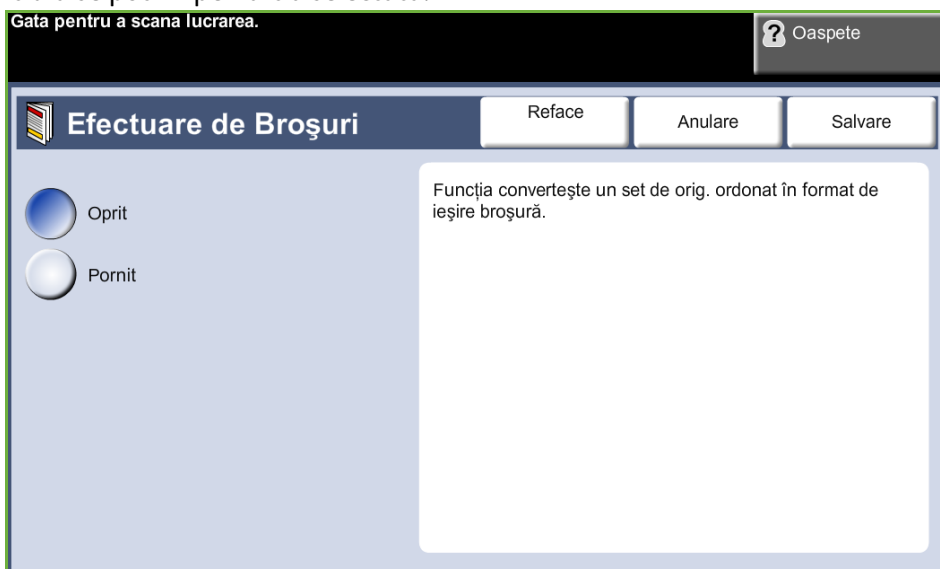 Gata pentru a scana lucrarea.
? Oaspete
Efectuare de Broşuri
Reface
Anulare
Salvare
Oprit
Pornit
Funcția converteşte un set de orig. ordonat în format de
ieşire broşură.